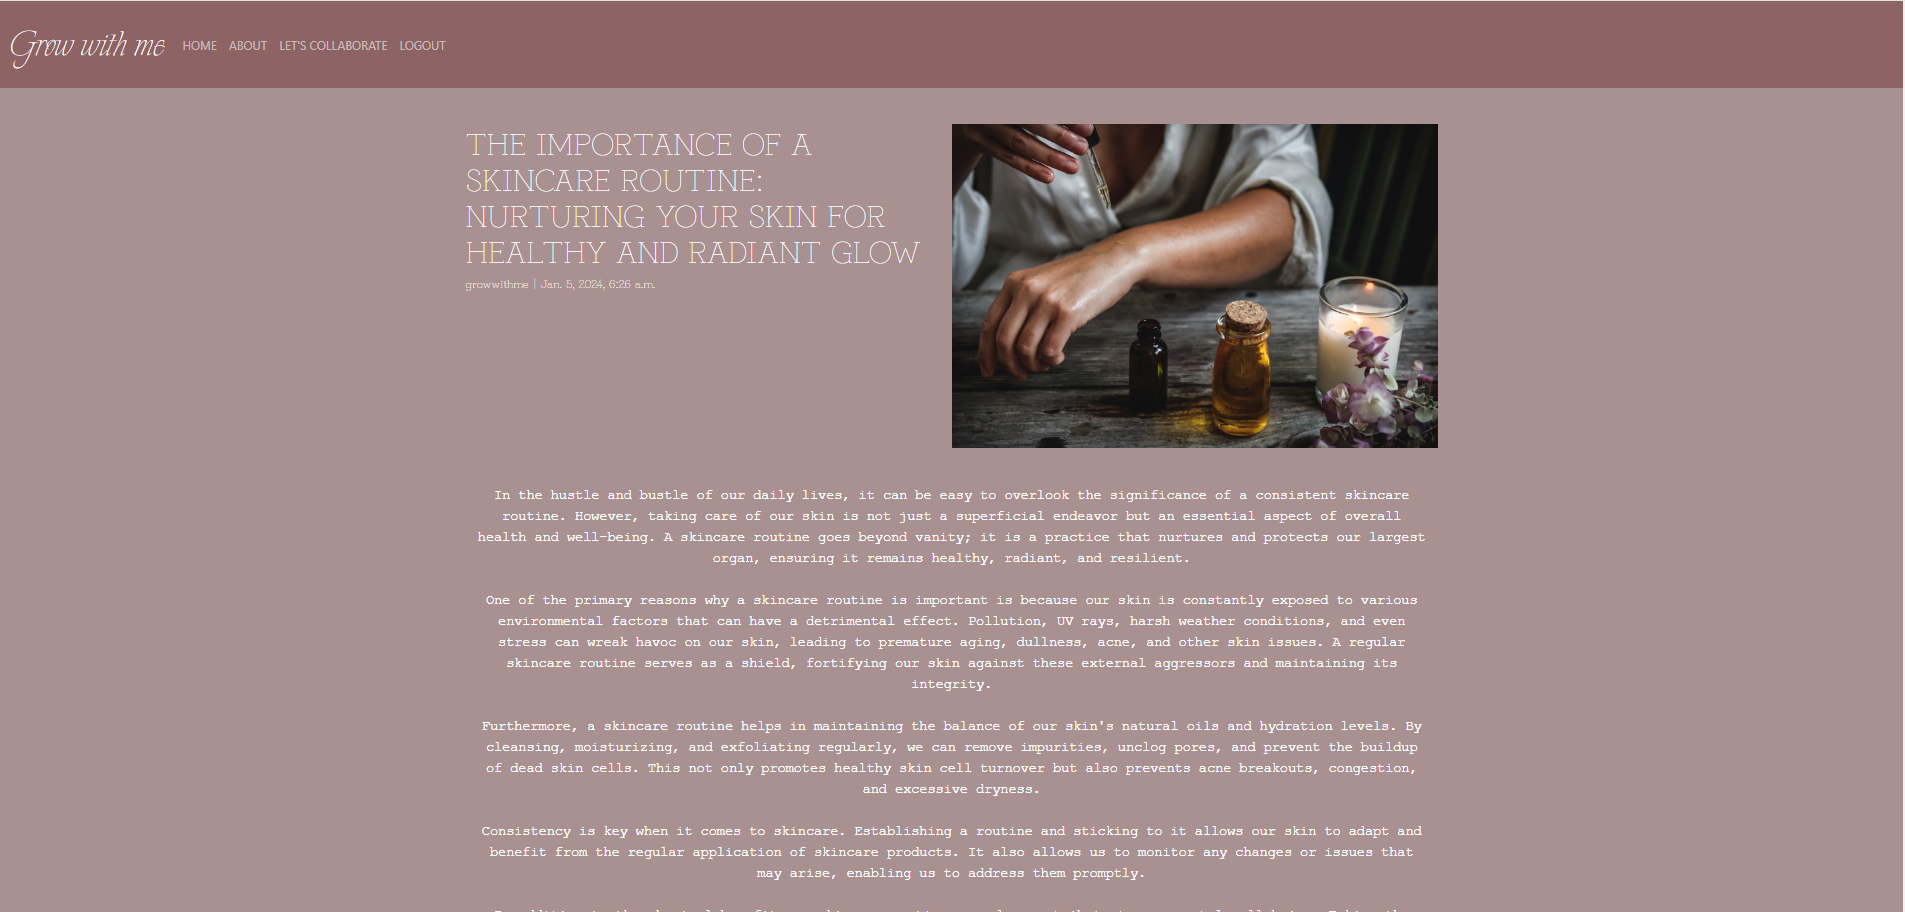 Grow with me HOME ABOUT LET'S COLLABORATE LOGOUT
THE IMPORTANCE OF A
SKINCARE ROUTINE:
NURTURING YOUR SKIN FOR
HEALTHY AND RADIANT GLOW
growwithme | Jan. 5, 2024, 6:26 a.m.
In the hustle and bustle of our daily lives, it can be easy to overlook the significance of a consistent skincare
routine. However, taking care of our skin is not just a superficial endeavor but an essential aspect of overall
health and well-being. A skincare routine goes beyond vanity; it is a practice that nurtures and protects our largest
organ, ensuring it remains healthy, radiant, and resilient.
One of the primary reasons why a skincare routine is important is because our skin is constantly exposed to various
environmental factors that can have a detrimental effect. Pollution, UV rays, harsh weather conditions, and even
stress can wreak havoc on our skin, leading to premature aging, dullness, acne, and other skin issues. A regular
skincare routine serves as a shield, fortifying our skin against these external aggressors and maintaining its
integrity.
Furthermore, a skincare routine helps in maintaining the balance of our skin's natural oils and hydration levels. By
cleansing, moisturizing, and exfoliating regularly, we can remove impurities, unclog pores, and prevent the buildup
of dead skin cells. This not only promotes healthy skin cell turnover but also prevents acne breakouts, congestion,
and excessive dryness.
Consistency is key when it comes to skincare. Establishing a routine and sticking to it allows our skin to adapt and
benefit from the regular application of skincare products. It also allows us to monitor any changes or issues that
may arise, enabling us to address them promptly.